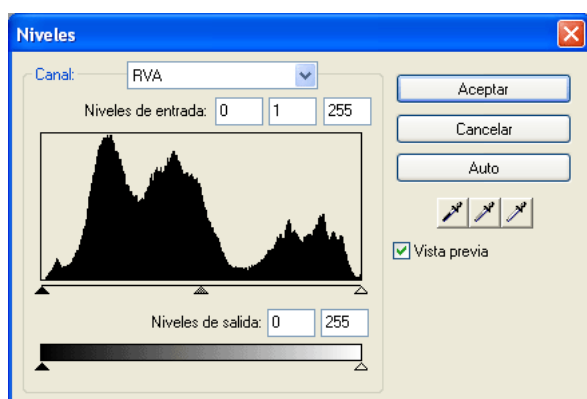 Niveles
Canal: RVA
Niveles de entrada: 0 1 255
Aceptar
Cancelar
Auto
Vista previa
Niveles de salida: 0 255